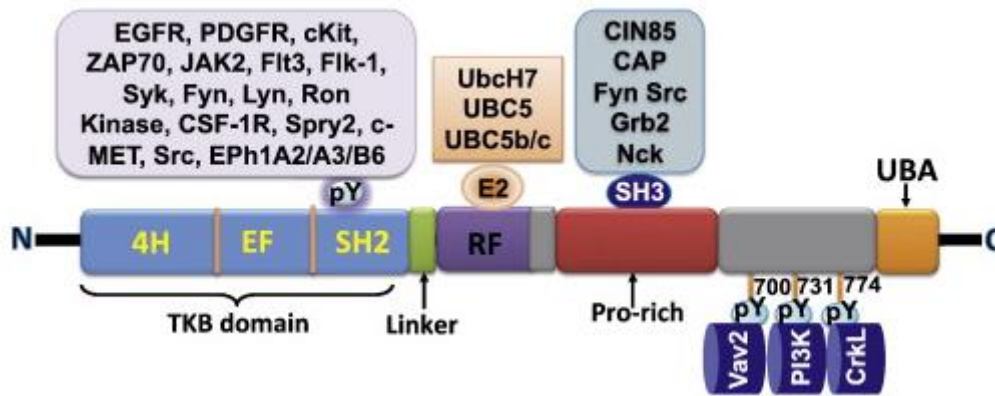 EGFR, PDGFR, cKit,
ZAP70, JAK2, Flt3, Flk-1,
Syk, Fyn, Lyn, Ron
Kinase, CSF-1R, Spry2, c-
MET, Src, EPh1A2/A3/B6
UbcH7
UBC5
UBC5b/c
CIN85
CAP
Fyn Src
Grb2
Nck
pY
E2
SH3
UBA
N
4H
EF
SH2
RF
C
TKB domain
Linker
Pro-rich
700
731
774
pY
pY
pY
Vav2
PI3K
CrkL